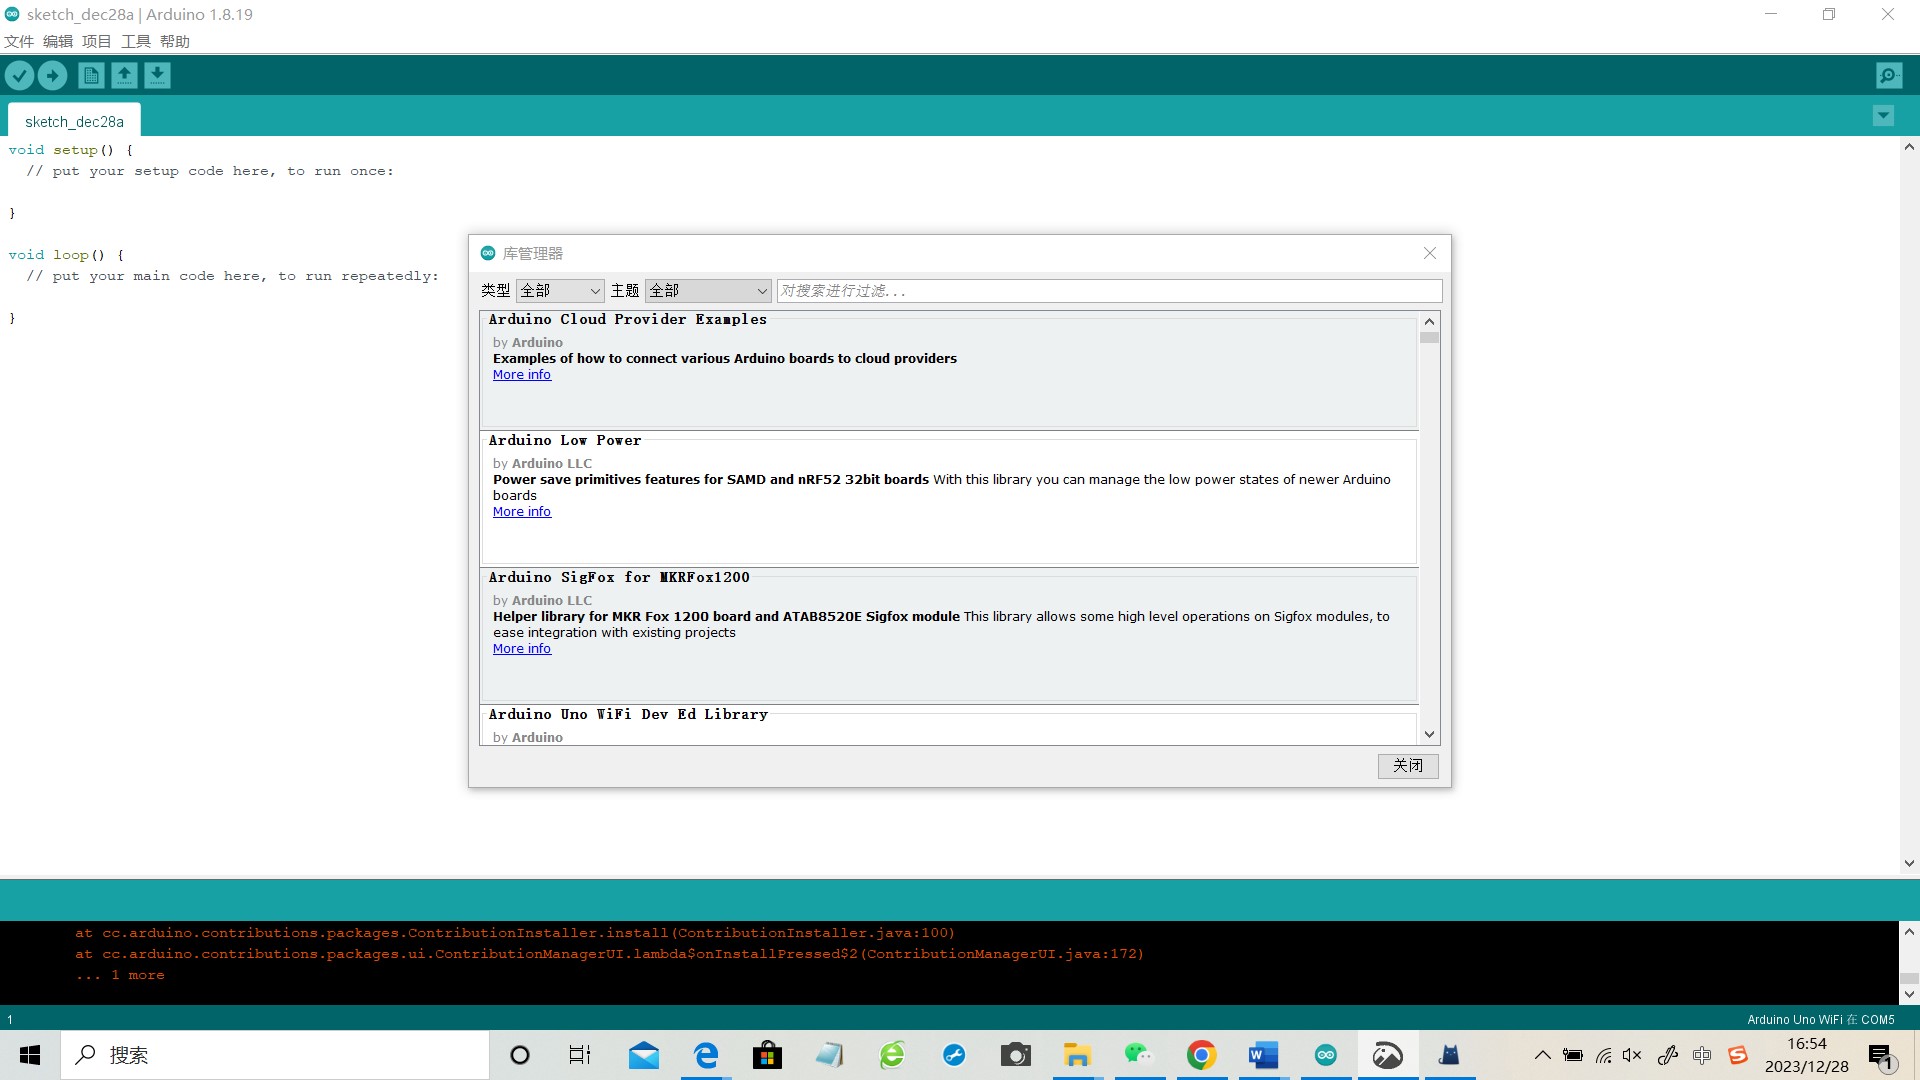 sketch_dec28a | Arduino 1.8.19
文件 编辑 项目 工具 帮助
sketch_dec28a
void setup() {
// put your setup code here, to run once:
}
void loop() {
// put your main code here, to run repeatedly:
}
库管理器
类型 全部 主题 全部 对搜索进行过滤...
Arduino Cloud Provider Examples
by Arduino
Examples of how to connect various Arduino boards to cloud providers
More info
Arduino Low Power
by Arduino LLC
Power save primitives features for SAMD and nRF52 32bit boards With this library you can manage the low power states of newer Arduino
boards
More info
Arduino SigFox for MKRFox1200
by Arduino LLC
Helper library for MKR Fox 1200 board and ATAB8520E Sigfox module This library allows some high level operations on Sigfox modules, to
ease integration with existing projects
More info
Arduino Uno WiFi Dev Ed Library
by Arduino
关闭
at cc.arduino.contributions.packages.ContributionInstaller.install(ContributionInstaller.java:100)
at cc.arduino.contributions.packages.ui.ContributionManagerUI.lambda$onInstallPressed$2(ContributionManagerUI.java:172)
... 1 more
1
Arduino Uno WiFi 在 COM5
搜索
中
16:54
2023/12/28
1